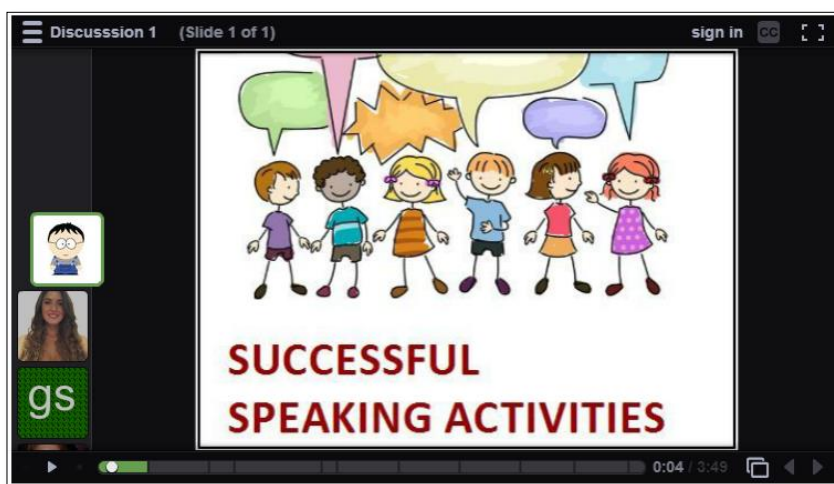 Discusssion 1 (Slide 1 of 1) sign in CC
gs
SUCCESSFUL
SPEAKING ACTIVITIES
0:04 / 3:49